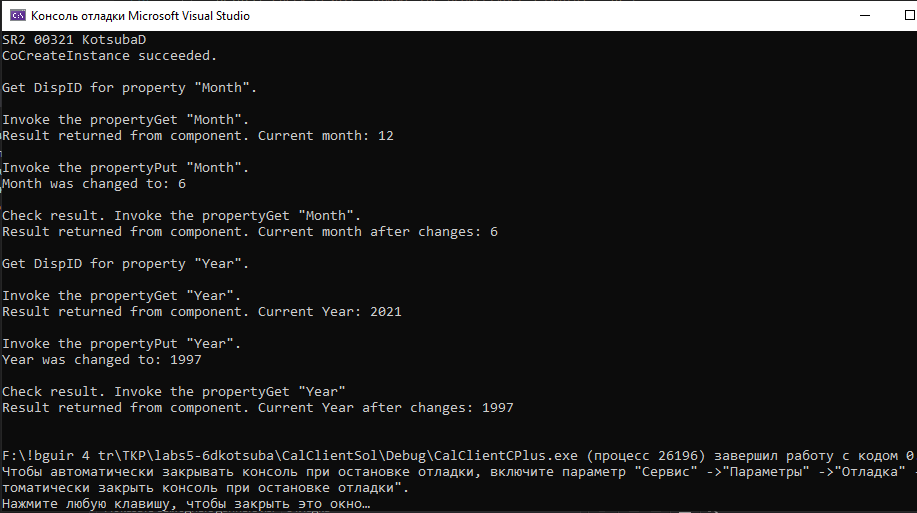 C:\ Консоль отладки Microsoft Visual Studio
SR2 00321 KotsubaD
CoCreateInstance succeeded.
Get DispID for property "Month".
Invoke the propertyGet "Month".
Result returned from component. Current month: 12
Invoke the propertyPut "Month".
Month was changed to: 6
Check result. Invoke the propertyGet "Month".
Result returned from component. Current month after changes: 6
Get DispID for property "Year".
Invoke the propertyGet "Year".
Result returned from component. Current Year: 2021
Invoke the propertyPut "Year".
Year was changed to: 1997
Check result. Invoke the propertyGet "Year"
Result returned from component. Current Year after changes: 1997
F:\!bguir 4 tr\TKP\labs5-6dkotsuba\CalClientSol\Debug\CalClientCPlus.exe (процесс 26196) завершил работу с кодом 0
Чтобы автоматически закрывать консоль при остановке отладки, включите параметр "Сервис" ->"Параметры" ->"Отладка" -
томатически закрыть консоль при остановке отладки".
Нажмите любую клавишу, чтобы закрыть это окно…